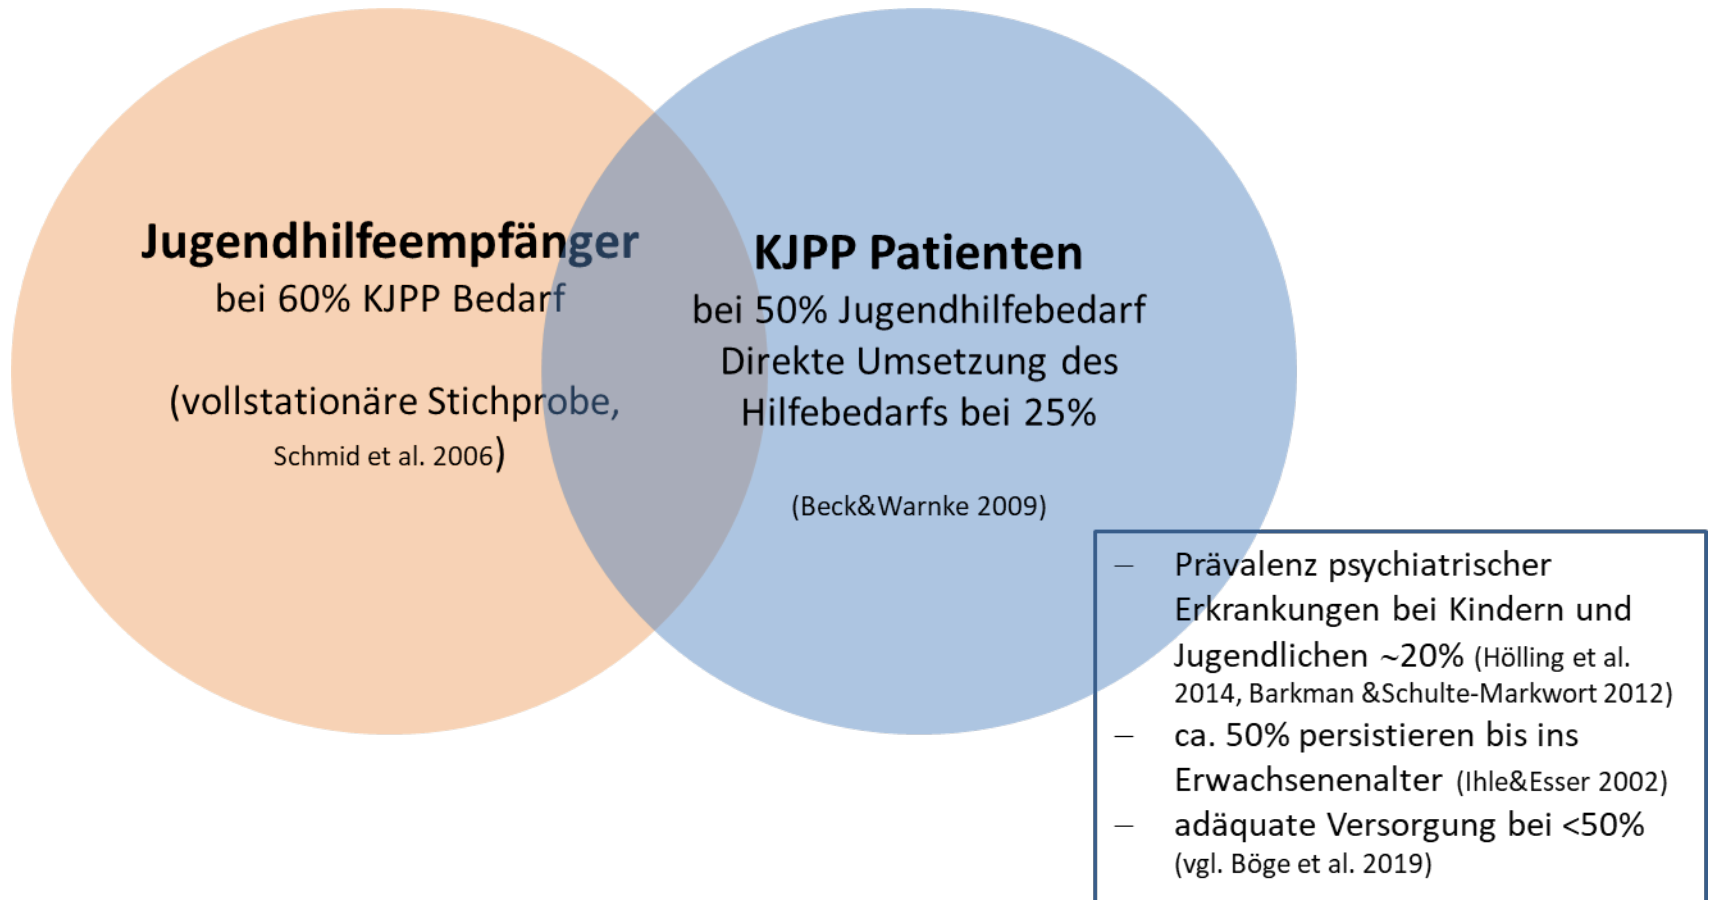 Jugendhilfeempfänger
bei 60% KJPP Bedarf
(vollstationäre Stichprobe,
Schmid et al. 2006)
KJPP Patienten
bei 50% Jugendhilfebedarf
Direkte Umsetzung des
Hilfebedarfs bei 25%
(Beck&Warnke 2009)
– Prävalenz psychiatrischer
Erkrankungen bei Kindern und
Jugendlichen ~20% (Hölling et al.
2014, Barkman &Schulte-Markwort 2012)
– ca. 50% persistieren bis ins
Erwachsenenalter (Ihle&Esser 2002)
– adäquate Versorgung bei <50%
(vgl. Böge et al. 2019)